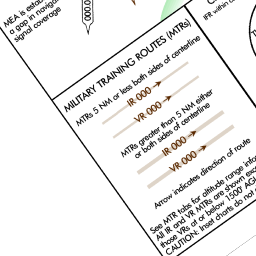 MEA is estab
a gap in naviga
signal coverage
000
IFR within c
MILITARY TRAINING ROUTES (MTRs)
MTRs 5 NM or less both sides of centerline
IR 000
VR 000
MTRs greater than 5 NM either
or both sides of centerline
IR 000
VR 000
Arrow indicates direction of route
See MTR tabs for altitude range infor
All IR and VR MTRs are shown exce
those VRs at or below 1500' AGL
CAUTION: Inset charts do not